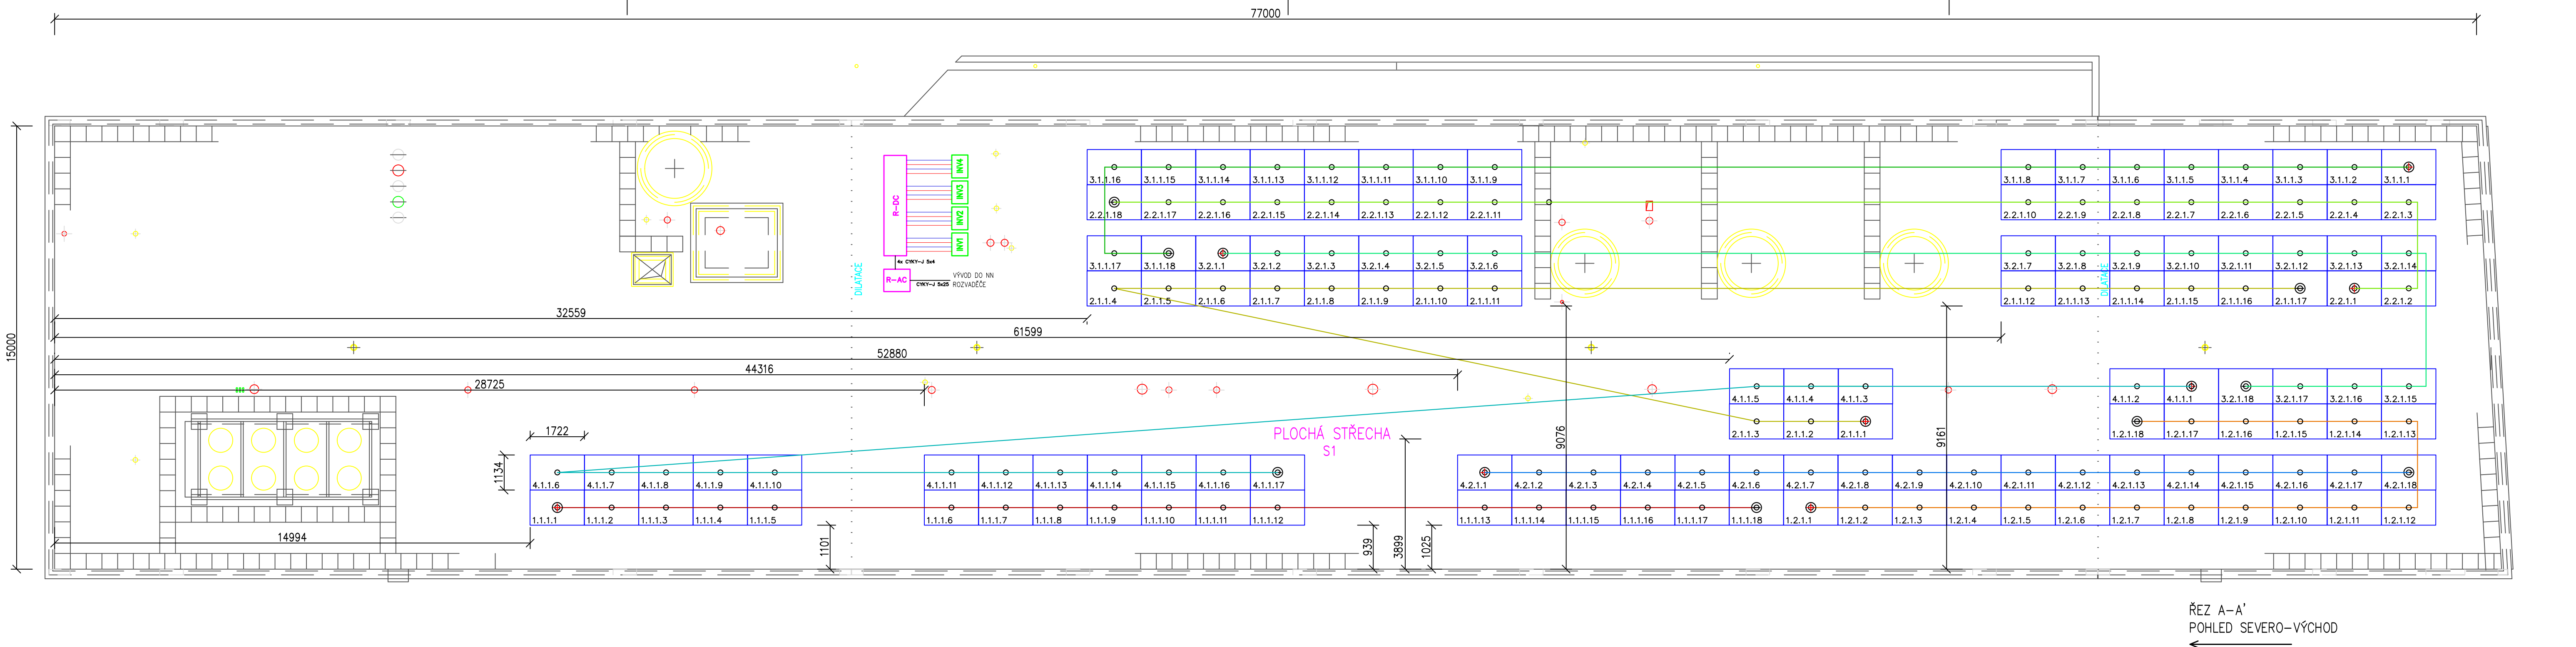 77000
3.1.1.16 3.1.1.15 3.1.1.14 3.1.1.13 3.1.1.12 3.1.1.11 3.1.1.10 3.1.1.9 3.1.1.8 3.1.1.7 3.1.1.6 3.1.1.5 3.1.1.4 3.1.1.3 3.1.1.2 3.1.1.1
2.2.1.18 2.2.1.17 2.2.1.16 2.2.1.15 2.2.1.14 2.2.1.13 2.2.1.12 2.2.1.11 2.2.1.10 2.2.1.9 2.2.1.8 2.2.1.7 2.2.1.6 2.2.1.5 2.2.1.4 2.2.1.3
3.1.1.17 3.1.1.18 3.2.1.1 3.2.1.2 3.2.1.3 3.2.1.4 3.2.1.5 3.2.1.6 3.2.1.7 3.2.1.8 3.2.1.9 3.2.1.10 3.2.1.11 3.2.1.12 3.2.1.13 3.2.1.14
2.1.1.4 2.1.1.5 2.1.1.6 2.1.1.7 2.1.1.8 2.1.1.9 2.1.1.10 2.1.1.11 2.1.1.12 2.1.1.13 2.1.1.14 2.1.1.15 2.1.1.16 2.1.1.17 2.2.1.1 2.2.1.2
R-DC
INV4
INV3
INV2
INV1
4x CYKY-J 5x4
R-AC
CYKY-J 5x25
VÝVOD DO NN
ROZVADĚČE
DILATACE
DILATACE
15000
32559
61599
52880
44316
28725
4.1.1.5 4.1.1.4 4.1.1.3 4.1.1.2 4.1.1.1 3.2.1.18 3.2.1.17 3.2.1.16 3.2.1.15
2.1.1.3 2.1.1.2 2.1.1.1 1.2.1.18 1.2.1.17 1.2.1.16 1.2.1.15 1.2.1.14 1.2.1.13
1722
1134
PLOCHÁ STŘECHA
S1
9076
9161
4.1.1.6 4.1.1.7 4.1.1.8 4.1.1.9 4.1.1.10 4.1.1.11 4.1.1.12 4.1.1.13 4.1.1.14 4.1.1.15 4.1.1.16 4.1.1.17 4.2.1.1 4.2.1.2 4.2.1.3 4.2.1.4 4.2.1.5 4.2.1.6 4.2.1.7 4.2.1.8 4.2.1.9 4.2.1.10 4.2.1.11 4.2.1.12 4.2.1.13 4.2.1.14 4.2.1.15 4.2.1.16 4.2.1.17 4.2.1.18
1.1.1.1 1.1.1.2 1.1.1.3 1.1.1.4 1.1.1.5 1.1.1.6 1.1.1.7 1.1.1.8 1.1.1.9 1.1.1.10 1.1.1.11 1.1.1.12 1.1.1.13 1.1.1.14 1.1.1.15 1.1.1.16 1.1.1.17 1.1.1.18 1.2.1.1 1.2.1.2 1.2.1.3 1.2.1.4 1.2.1.5 1.2.1.6 1.2.1.7 1.2.1.8 1.2.1.9 1.2.1.10 1.2.1.11 1.2.1.12
14994
1101
939
3899
1025
ŘEZ A-A'
POHLED SEVERO-VÝCHOD